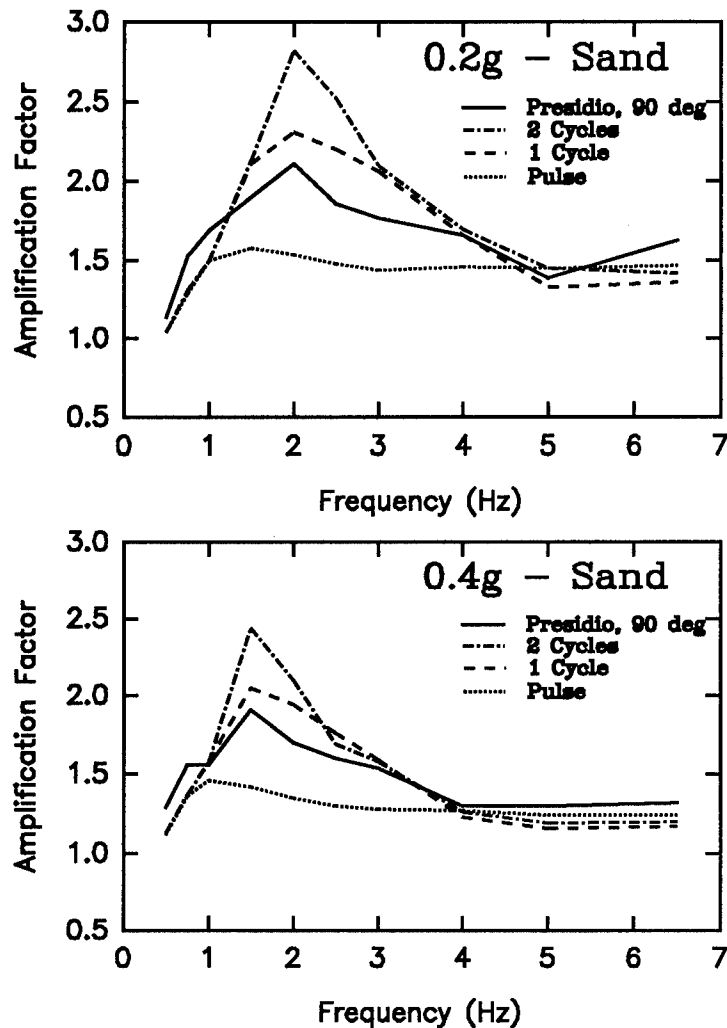 3.0
0.2g – Sand
2.5
Presidio, 90 deg
2 Cycles
1 Cycle
Pulse
2.0
1.5
1.0
0.5
Amplification Factor
0 1 2 3 4 5 6 7
Frequency (Hz)
3.0
0.4g – Sand
2.5
Presidio, 90 deg
2 Cycles
1 Cycle
Pulse
2.0
1.5
1.0
0.5
Amplification Factor
0 1 2 3 4 5 6 7
Frequency (Hz)